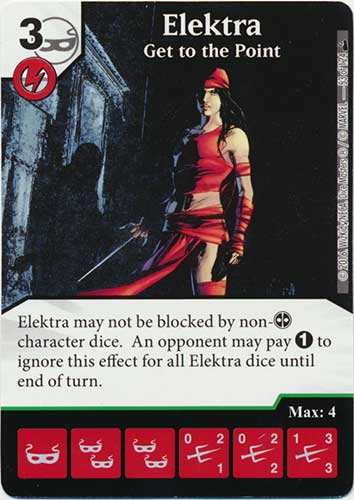 3
Elektra
Get to the Point
Elektra may not be blocked by non-
character dice. An opponent may pay 1 to
ignore this effect for all Elektra dice until
end of turn.
Max: 4
0 2
1
0 2
2
1 3
3